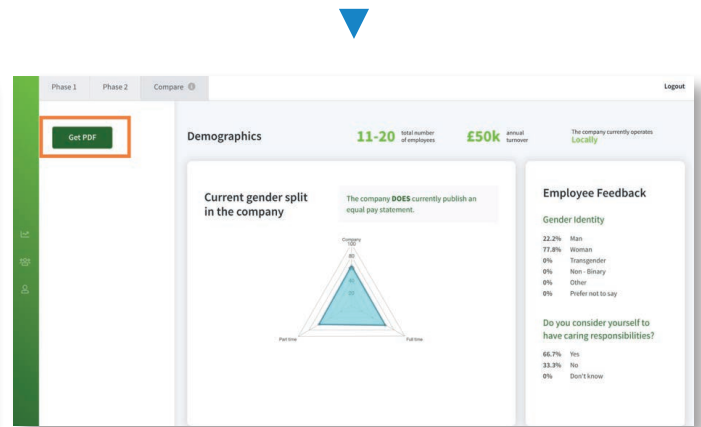 Phase 1
Phase 2
Compare
Logout
Get PDF
Demographics
11-20 total number
of employees
£50k annual
turnover
The company currently operates
Locally
Current gender split
in the company
The company DOES currently publish an
equal pay statement.
Company
100
80
Part time
Full time
Employee Feedback
Gender Identity
22.2% Man
77.8% Woman
0% Transgender
0% Non - Binary
0% Other
0% Prefer not to say
Do you consider yourself to
have caring responsibilities?
66.7% Yes
33.3% No
0% Don't know